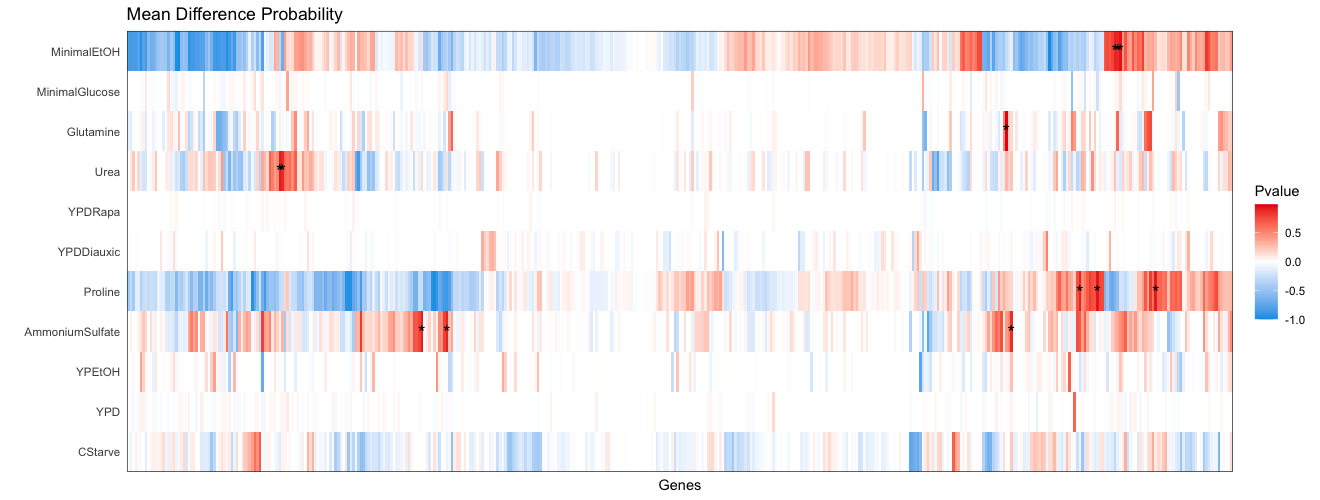 Mean Difference Probability
MinimalEtOH
**
MinimalGlucose
Glutamine
*
Urea
**
YPDRapa
YPDDiauxic
Proline
* * *
AmmoniumSulfate
* * *
YPEtOH
YPD
CStarve
Genes
Pvalue
0.5
0.0
-0.5
-1.0